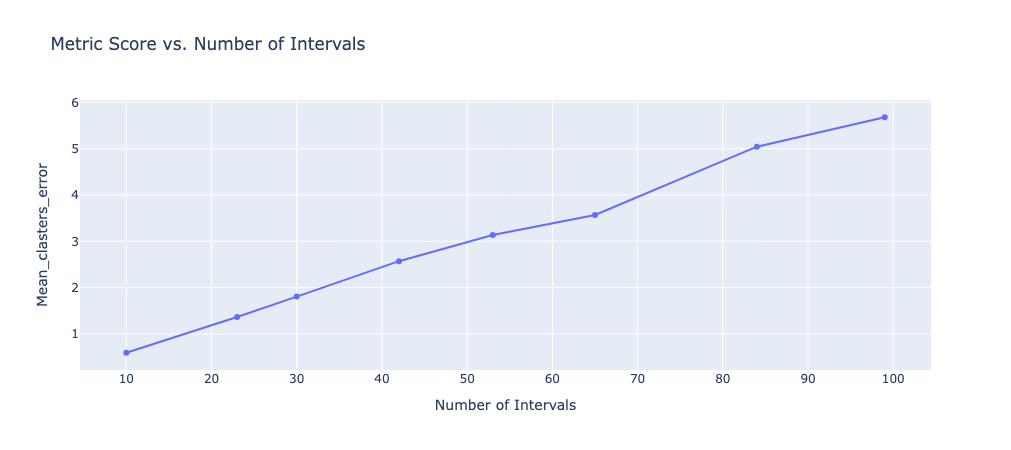 Metric Score vs. Number of Intervals
Mean_clasters_error
6
5
4
3
2
1
10 20 30 40 50 60 70 80 90 100
Number of Intervals